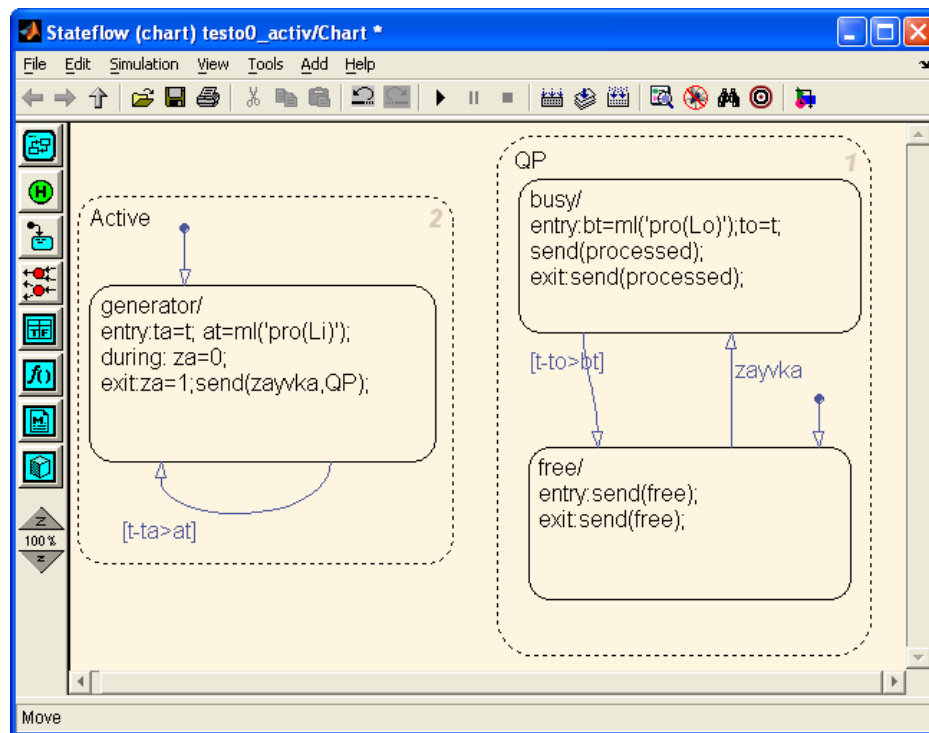 Stateflow (chart) testo0_activ/Chart *
File Edit Simulation View Tools Add Help
QP
1
busy/
entry:bt=ml('pro(Lo)');to=t;
send(processed);
exit:send(processed);
Active
2
generator/
entry:ta=t; at=ml('pro(Li)');
during: za=0;
exit:za=1;send(zayvka,QP);
[t-to>bt]
zayvka
free/
entry:send(free);
exit:send(free);
[t-ta>at]
H
TF
f()
M
Z
100%
z
Move